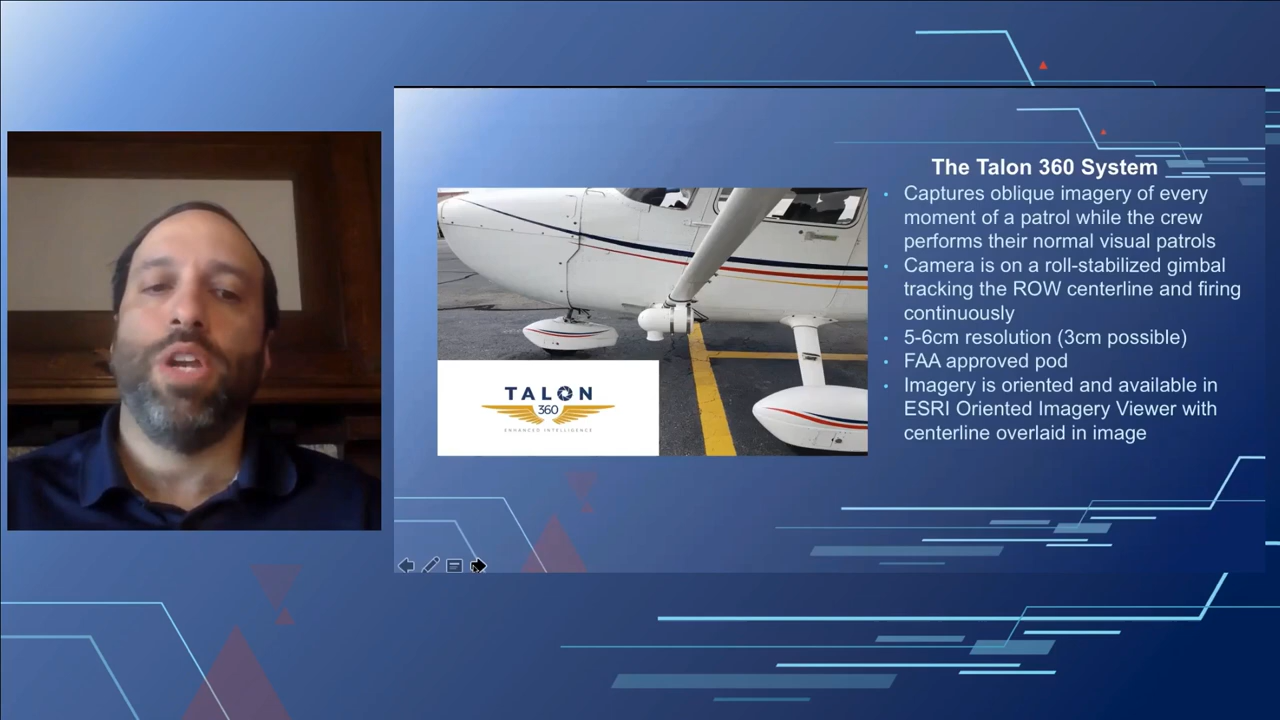 The Talon 360 System
• Captures oblique imagery of every
moment of a patrol while the crew
performs their normal visual patrols
• Camera is on a roll-stabilized gimbal
tracking the ROW centerline and firing
continuously
• 5-6cm resolution (3cm possible)
• FAA approved pod
• Imagery is oriented and available in
ESRI Oriented Imagery Viewer with
centerline overlaid in image
TALON
360
ENHANCED INTELLIGENCE